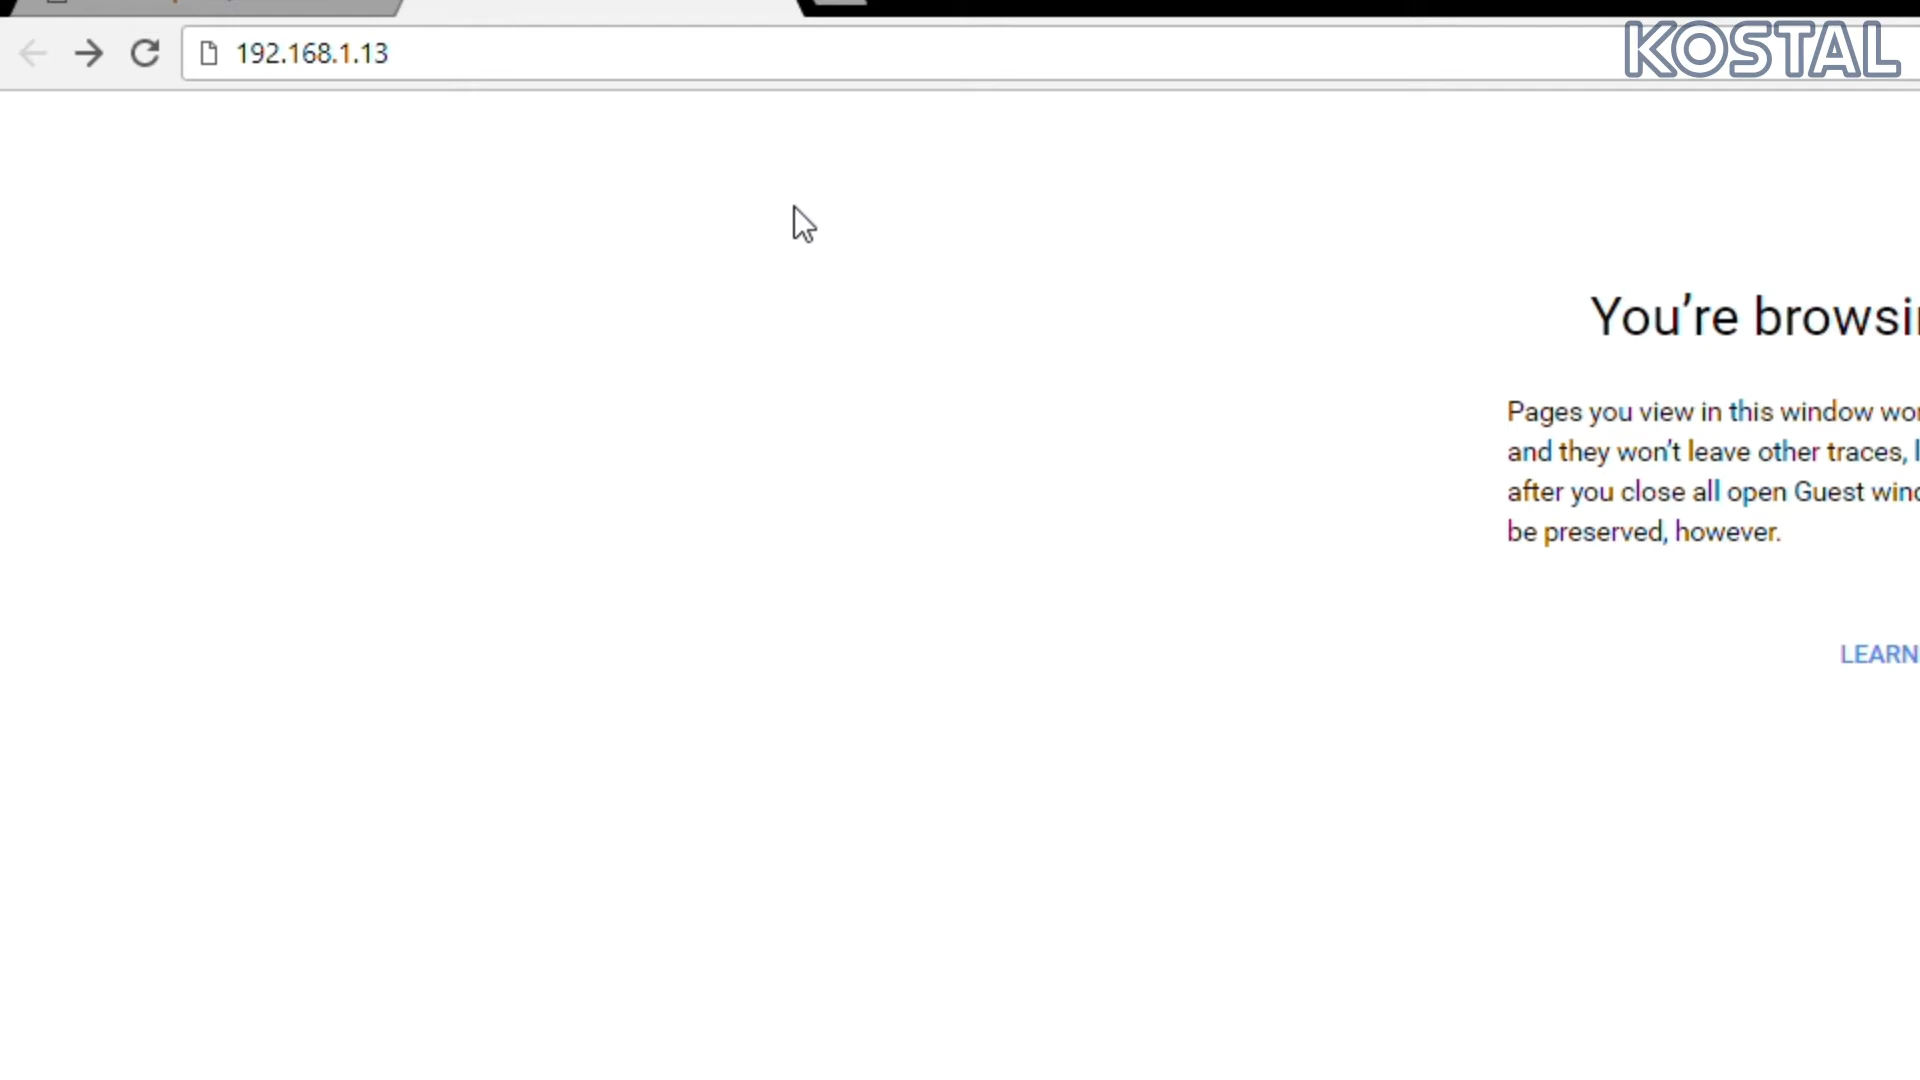 192.168.1.13
KOSTAL
You're browsi
Pages you view in this window wo
and they won't leave other traces, l
after you close all open Guest win
be preserved, however.
LEARN